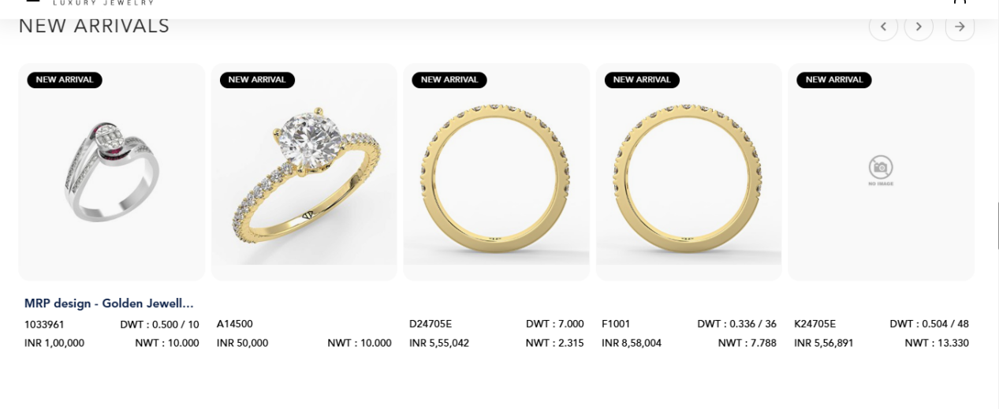 LUXURY JEWELRY
NEW ARRIVALS
NEW ARRIVAL
NEW ARRIVAL
NEW ARRIVAL
NEW ARRIVAL
NEW ARRIVAL
NO IMAGE
MRP design - Golden Jewell...
1033961 DWT : 0.500 / 10
INR 1,00,000 NWT : 10.000
A14500
INR 50,000 NWT : 10.000
D24705E DWT : 7.000
INR 5,55,042 NWT : 2.315
F1001 DWT : 0.336 / 36
INR 8,58,004 NWT : 7.788
K24705E DWT : 0.504 / 48
INR 5,56,891 NWT : 13.330